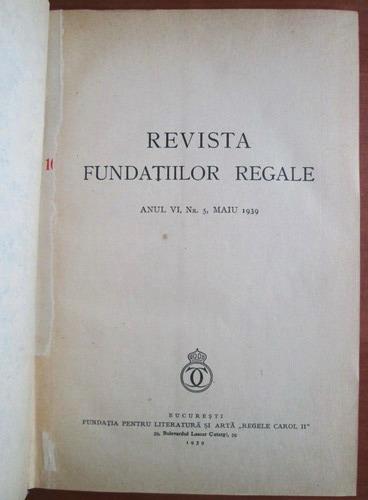 REVISTA
FUNDAȚIILOR REGALE
ANUL VI, Nr. 5, MAIU 1939
BUCUREȘTI
FUNDAȚIA PENTRU LITERATURĂ ȘI ARTĂ „REGELE CAROL II"
39, Bulevardul Lascar Catargi, 39
1939